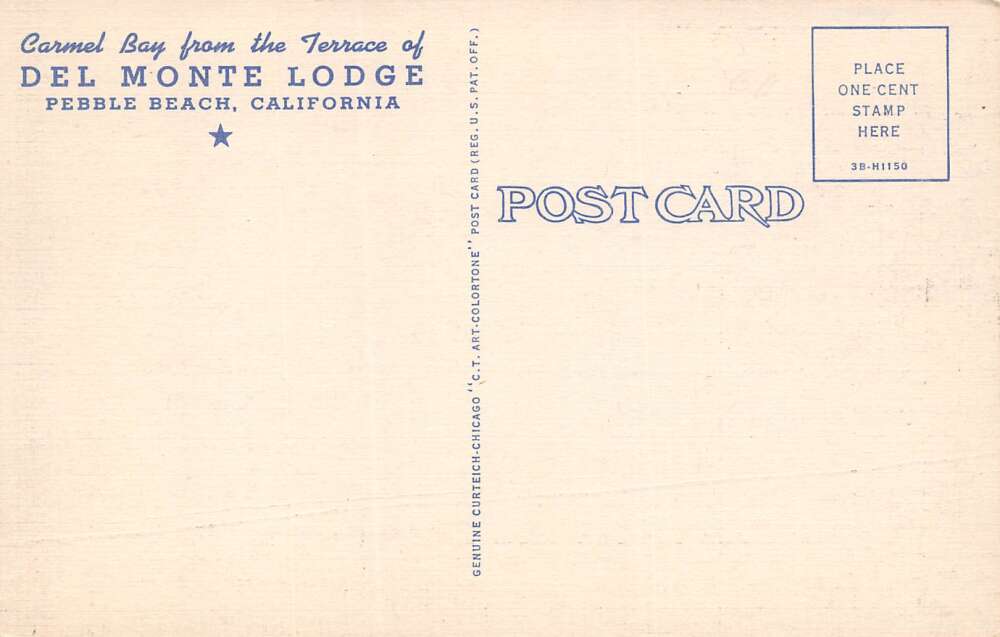 Carmel Bay from the Terrace of
DEL MONTE LODGE
PEBBLE BEACH, CALIFORNIA
GENUINE CURTEICH-CHICAGO "C.T. ART-COLORTONE" POST CARD (REG. U.S. PAT. OFF.)
PLACE
ONE CENT
STAMP
HERE
3B-H1150
POST CARD